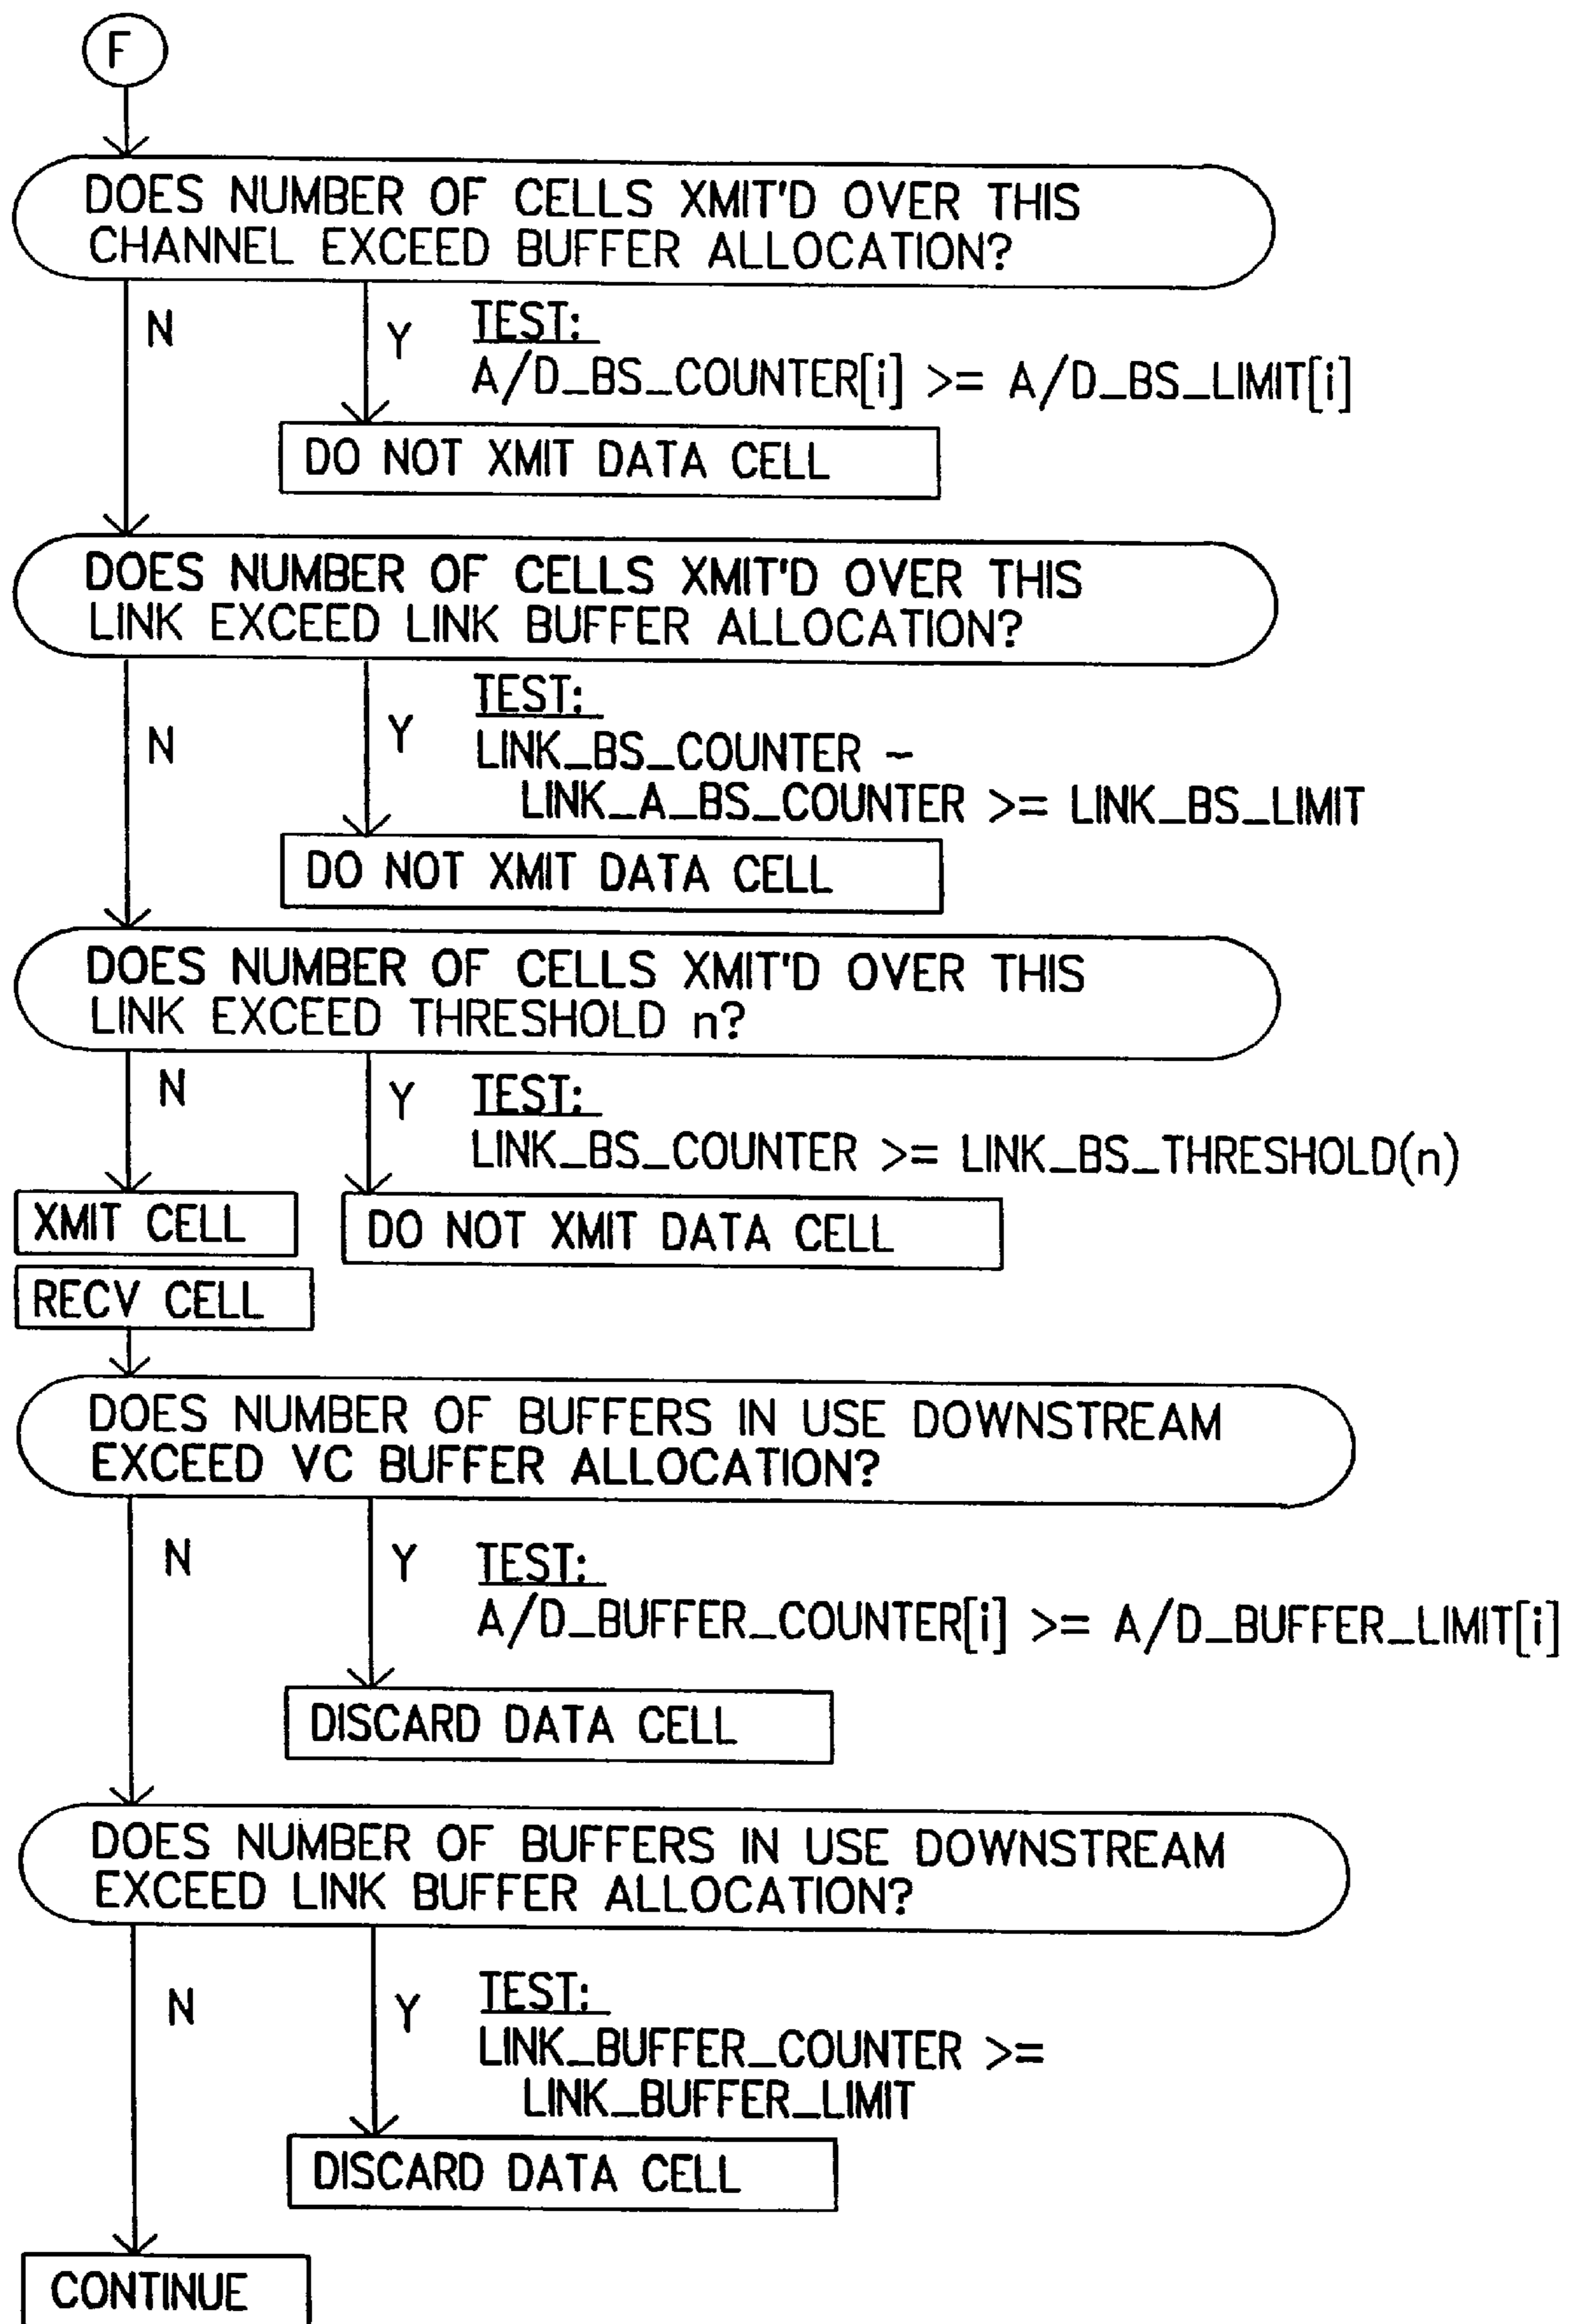 F
DOES NUMBER OF CELLS XMIT'D OVER THIS
CHANNEL EXCEED BUFFER ALLOCATION?
N
Y
TEST:
A/D_BS_COUNTER[i] >= A/D_BS_LIMIT[i]
DO NOT XMIT DATA CELL
DOES NUMBER OF CELLS XMIT'D OVER THIS
LINK EXCEED LINK BUFFER ALLOCATION?
N
Y
TEST:
LINK_BS_COUNTER -
LINK_A_BS_COUNTER >= LINK_BS_LIMIT
DO NOT XMIT DATA CELL
DOES NUMBER OF CELLS XMIT'D OVER THIS
LINK EXCEED THRESHOLD n?
N
Y
TEST:
LINK_BS_COUNTER >= LINK_BS_THRESHOLD(n)
XMIT CELL
DO NOT XMIT DATA CELL
RECV CELL
DOES NUMBER OF BUFFERS IN USE DOWNSTREAM
EXCEED VC BUFFER ALLOCATION?
N
Y
TEST:
A/D_BUFFER_COUNTER[i] >= A/D_BUFFER_LIMIT[i]
DISCARD DATA CELL
DOES NUMBER OF BUFFERS IN USE DOWNSTREAM
EXCEED LINK BUFFER ALLOCATION?
N
Y
TEST:
LINK_BUFFER_COUNTER >=
LINK_BUFFER_LIMIT
DISCARD DATA CELL
CONTINUE